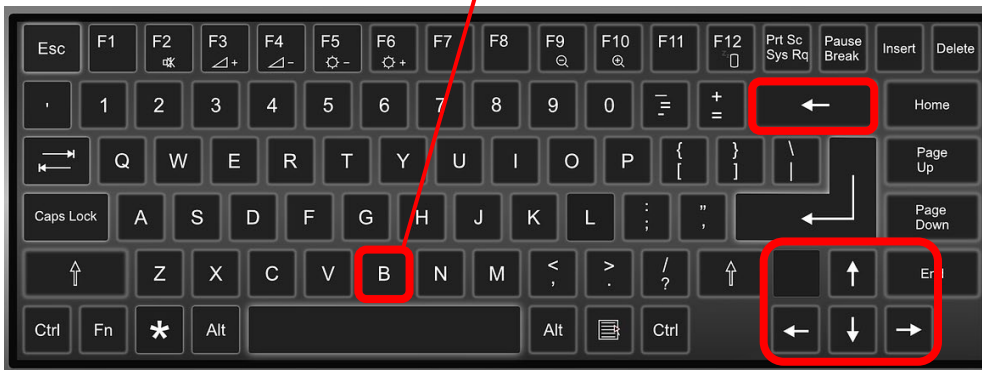 Esc F1 F2 F3 + F4 - F5 - F6 + F7 F8 F9 F10 F11 F12 Prt Sc Sys Rq Pause Break Insert Delete
' 1 2 3 4 5 6 7 8 9 0 - = + = ← Home
Q W E R T Y U I O P { [ } ] \ | Page Up
Caps Lock A S D F G H J K L : ; " , ← Page Down
⇧ Z X C V B N M < , > . / ? ⇧ ↑ End
Ctrl Fn * Alt Alt Ctrl ← ↓ →